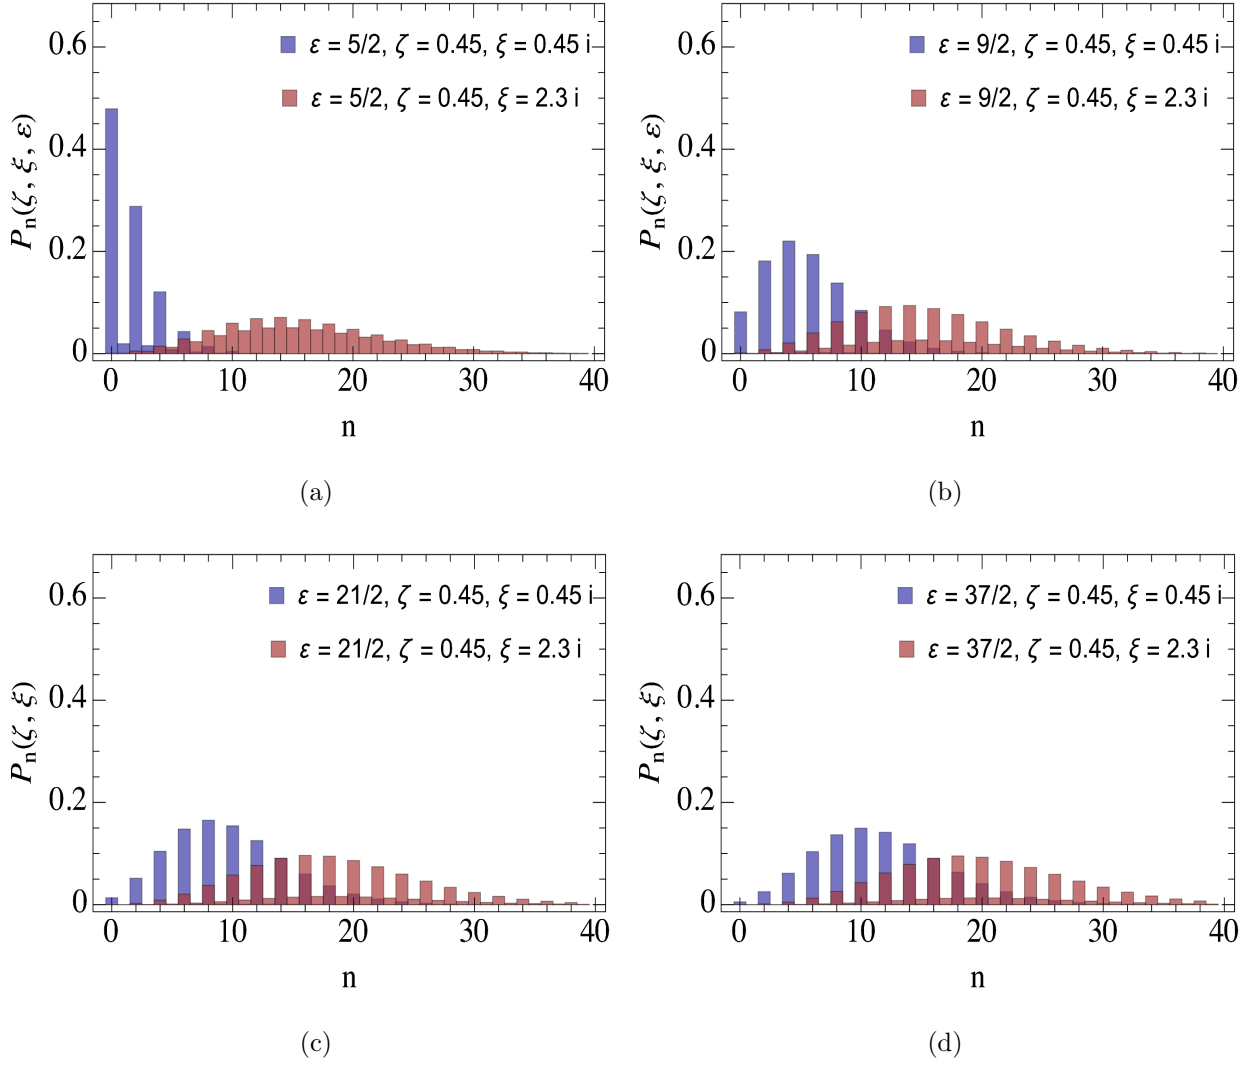 0.6
ε = 5/2, ζ = 0.45, ξ = 0.45 i
ε = 5/2, ζ = 0.45, ξ = 2.3 i
0.4
0.2
0
Pn(ζ, ξ, ε)
0 10 20 30 40
n
(a)
0.6
ε = 9/2, ζ = 0.45, ξ = 0.45 i
ε = 9/2, ζ = 0.45, ξ = 2.3 i
0.4
0.2
0
Pn(ζ, ξ, ε)
0 10 20 30 40
n
(b)
0.6
ε = 21/2, ζ = 0.45, ξ = 0.45 i
ε = 21/2, ζ = 0.45, ξ = 2.3 i
0.4
0.2
0
Pn(ζ, ξ)
0 10 20 30 40
n
(c)
0.6
ε = 37/2, ζ = 0.45, ξ = 0.45 i
ε = 37/2, ζ = 0.45, ξ = 2.3 i
0.4
0.2
0
Pn(ζ, ξ)
0 10 20 30 40
n
(d)